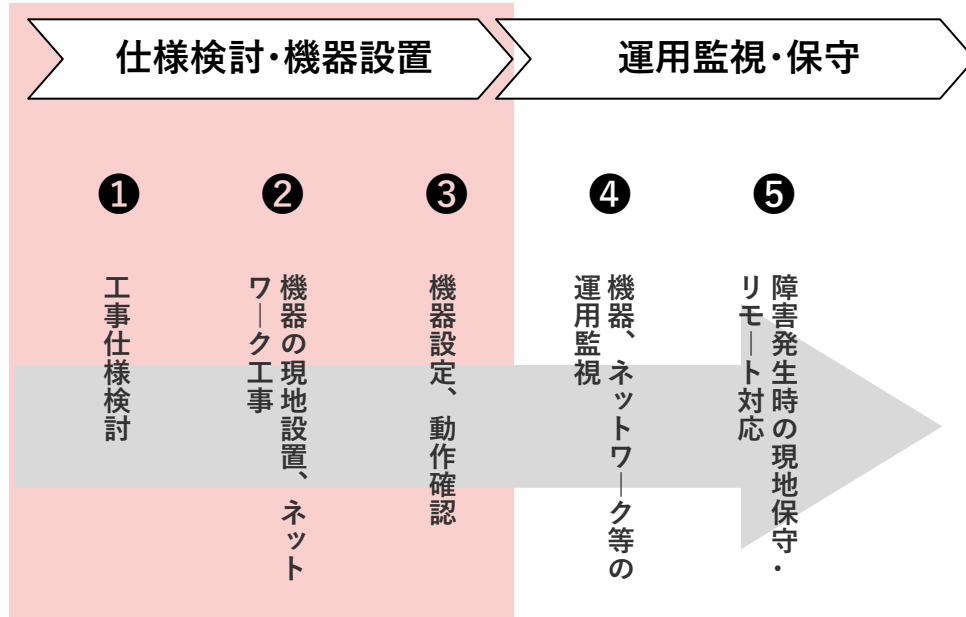 仕様検討・機器設置
運用監視・保守
❶
工事仕様検討
❷
機器の現地設置、ネット
ワーク工事
❸
機器設定、動作確認
❹
機器、ネットワーク等の
運用監視
❺
障害発生時の現地保守・
リモート対応